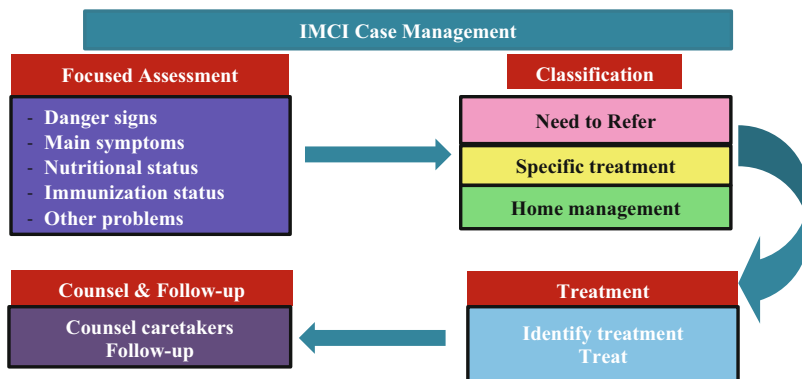 IMCI Case Management
Focused Assessment
- Danger signs
- Main symptoms
- Nutritional status
- Immunization status
- Other problems
Classification
Need to Refer
Specific treatment
Home management
Treatment
Identify treatment
Treat
Counsel & Follow-up
Counsel caretakers
Follow-up